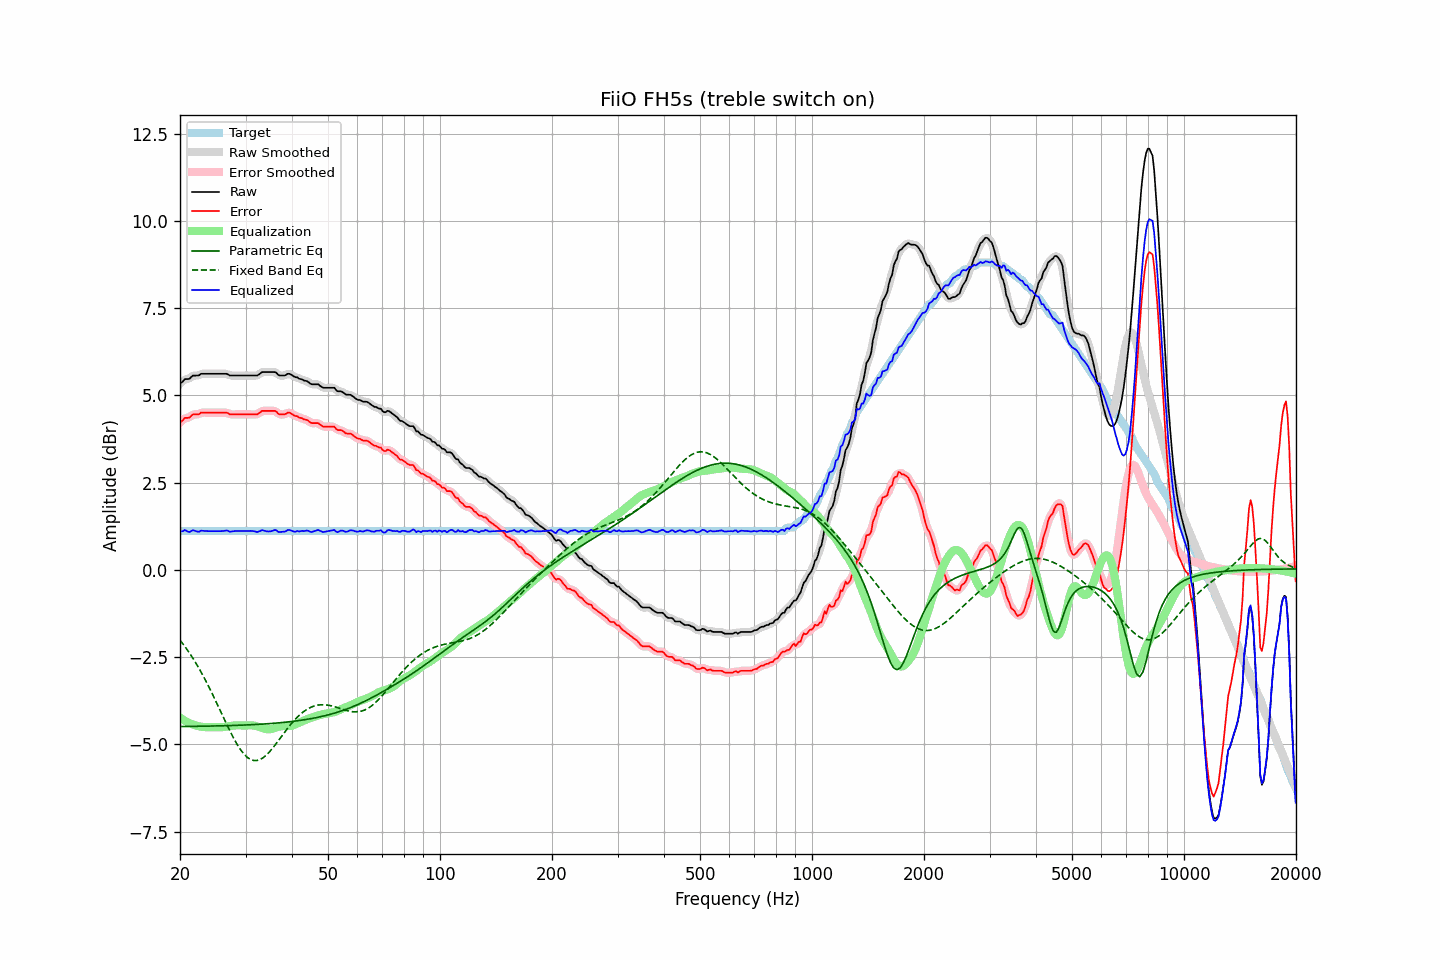 FiiO FH5s (treble switch on)
Target
Raw Smoothed
Error Smoothed
Raw
Error
Equalization
Parametric Eq
Fixed Band Eq
Equalized
Amplitude (dBr)
12.5
10.0
7.5
5.0
2.5
0.0
−2.5
−5.0
−7.5
20 50 100 200 500 1000 2000 5000 10000 20000
Frequency (Hz)